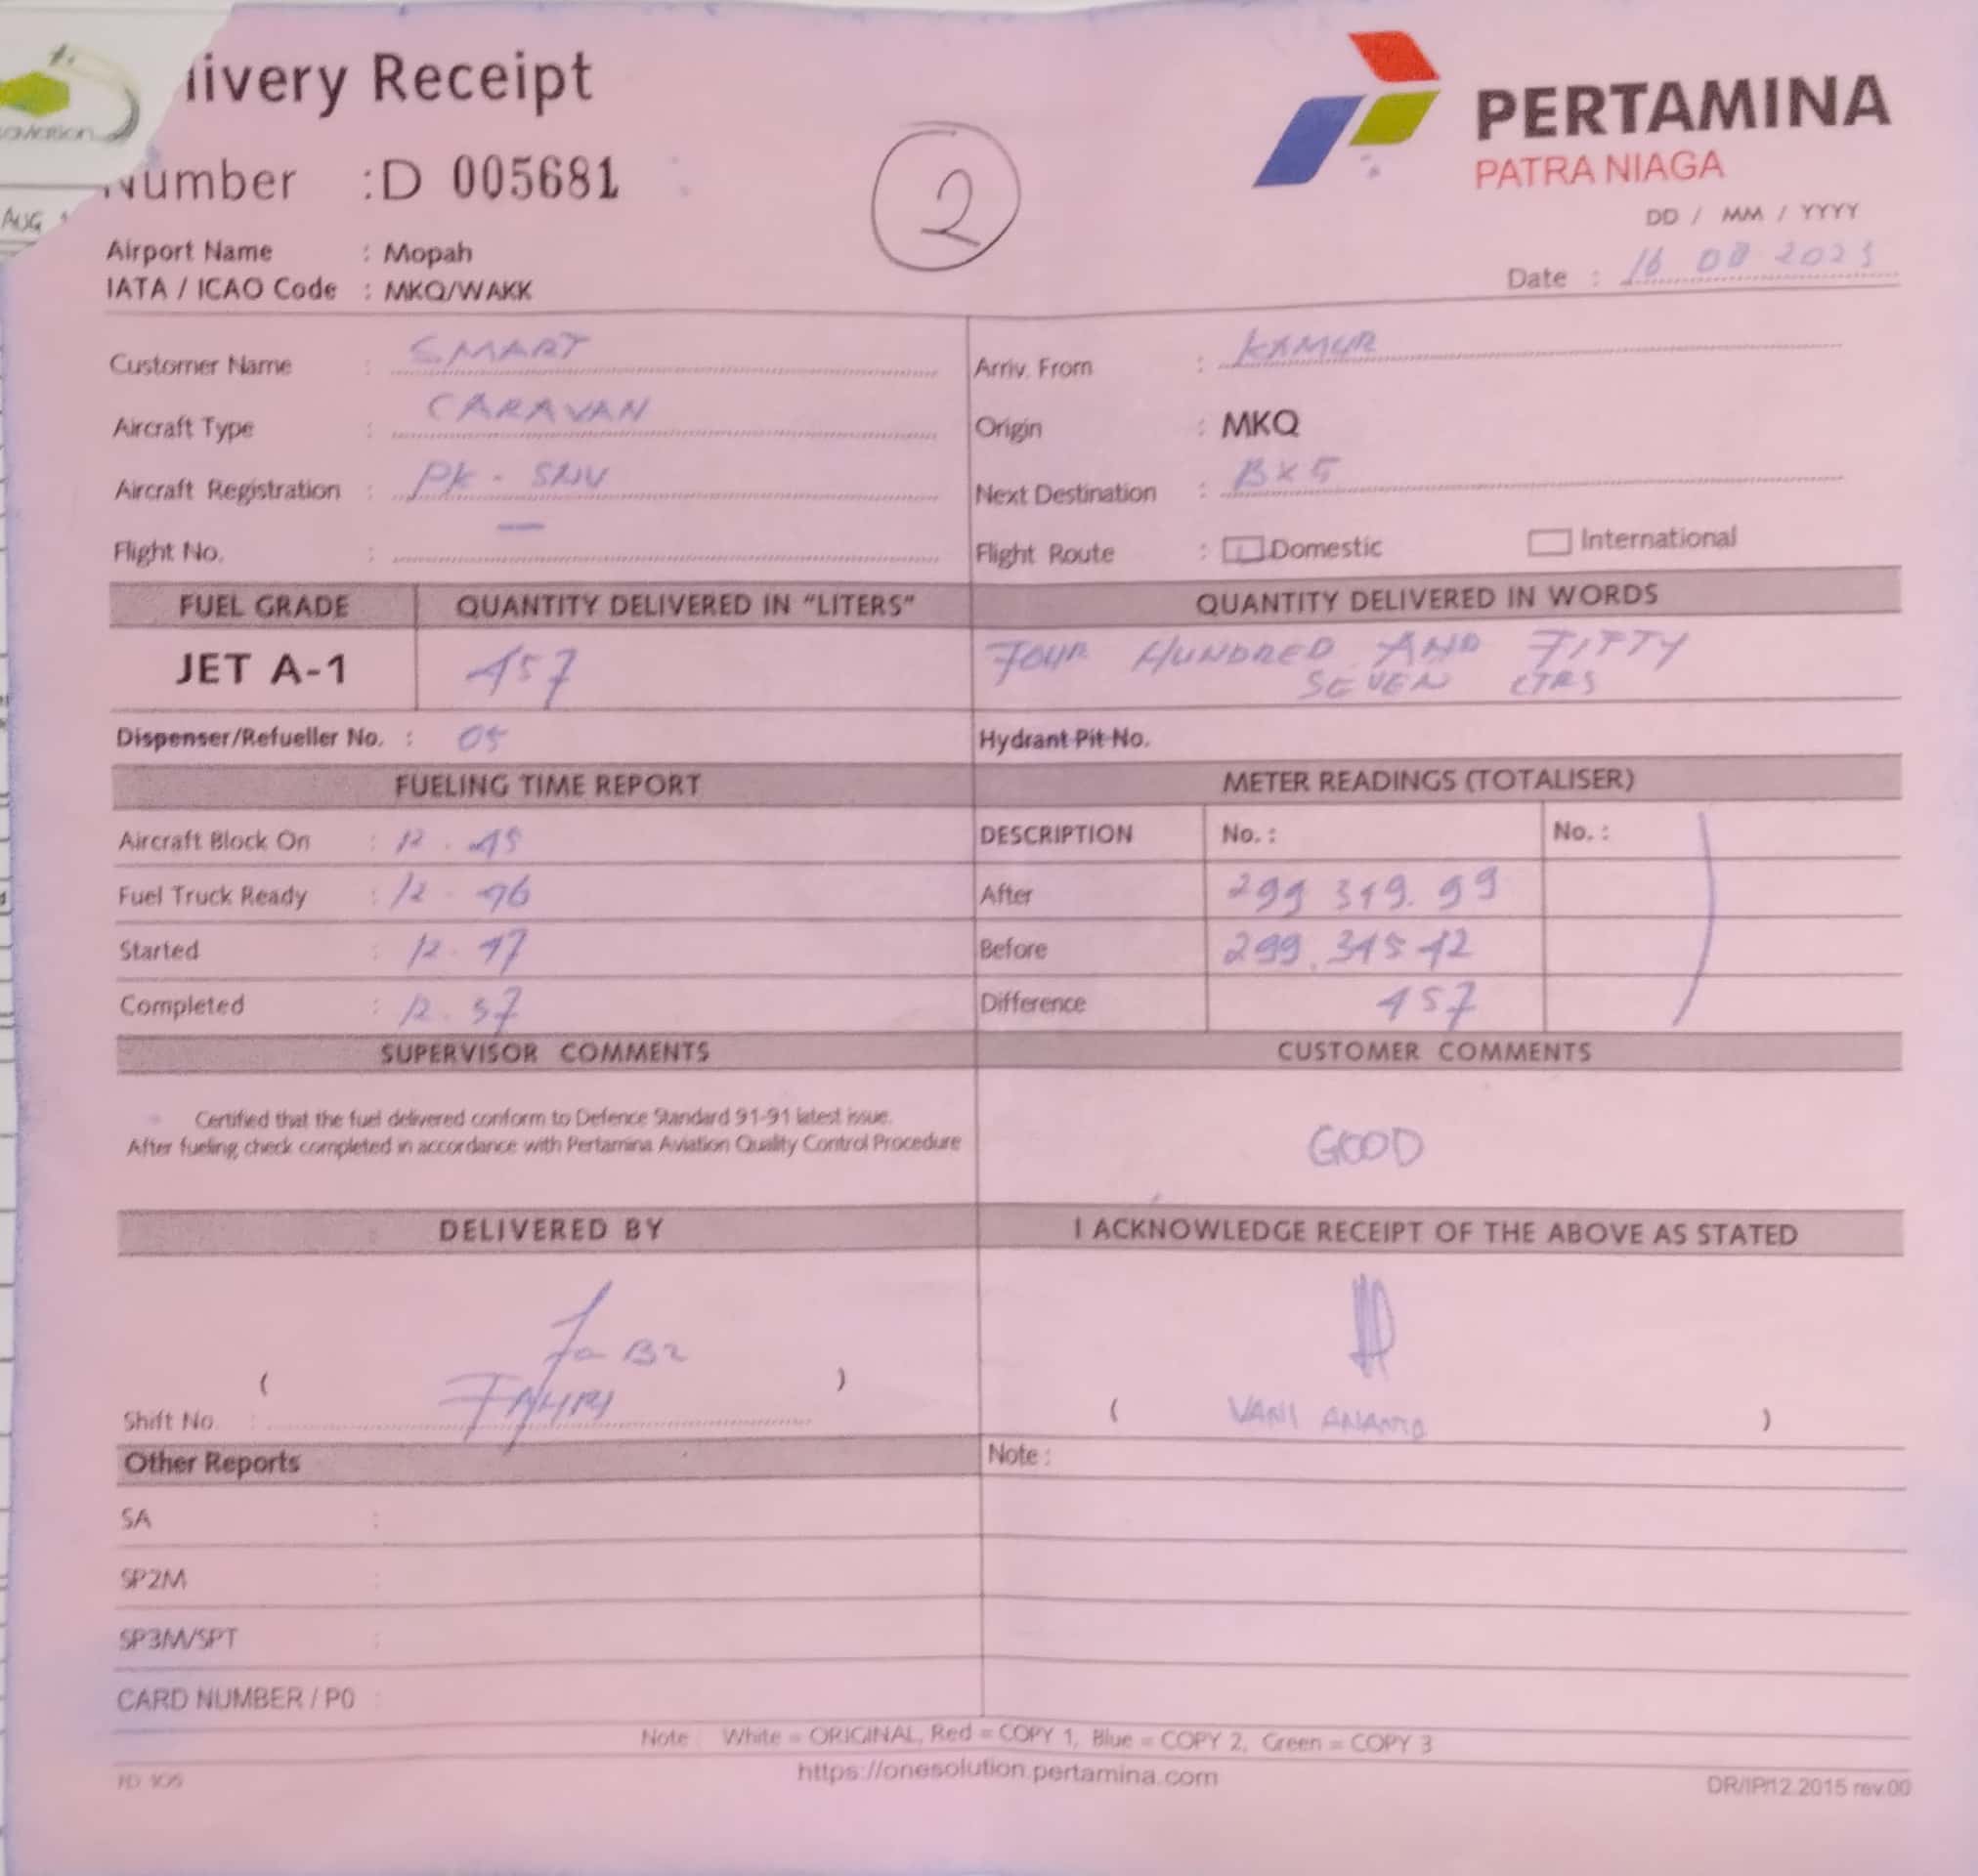 livery Receipt
PERTAMINA
PATRA NIAGA
aviation
Number : D 005681
2
AUG
DD / MM / YYYY
Airport Name : Mopah
Date : 16 08 2023
IATA / ICAO Code : MKQ/WAKK
Customer Name : SMART
Arriv. From : KAMUR
Aircraft Type : CARAVAN
Origin : MKQ
Aircraft Registration : PK - SNV
Next Destination : BXS
Flight No. : —
Flight Route : Domestic International
FUEL GRADE QUANTITY DELIVERED IN "LITERS" QUANTITY DELIVERED IN WORDS
JET A-1 457 FOUR HUNDRED AND FIFTY
SEVEN LTRS
Dispenser/Refueller No. : 05 Hydrant Pit No.
FUELING TIME REPORT METER READINGS (TOTALISER)
Aircraft Block On : 12.45 DESCRIPTION No. : No. :
Fuel Truck Ready : 12.46 After 299 349.99
Started : 12.47 Before 299.345 42
Completed : 12.57 Difference 457
SUPERVISOR COMMENTS CUSTOMER COMMENTS
Certified that the fuel delivered conform to Defence Standard 91-91 latest issue.
After fueling check completed in accordance with Pertamina Aviation Quality Control Procedure
GOOD
DELIVERED BY I ACKNOWLEDGE RECEIPT OF THE ABOVE AS STATED
( )
Shift No. : FAHRI
( VANI )
Other Reports Note :
SA :
SP2M :
SP3M/SPT :
CARD NUMBER / PO :
Note : White = ORIGINAL, Red = COPY 1, Blue = COPY 2, Green = COPY 3
https://onesolution.pertamina.com
DR/IP/12.2015 rev.00